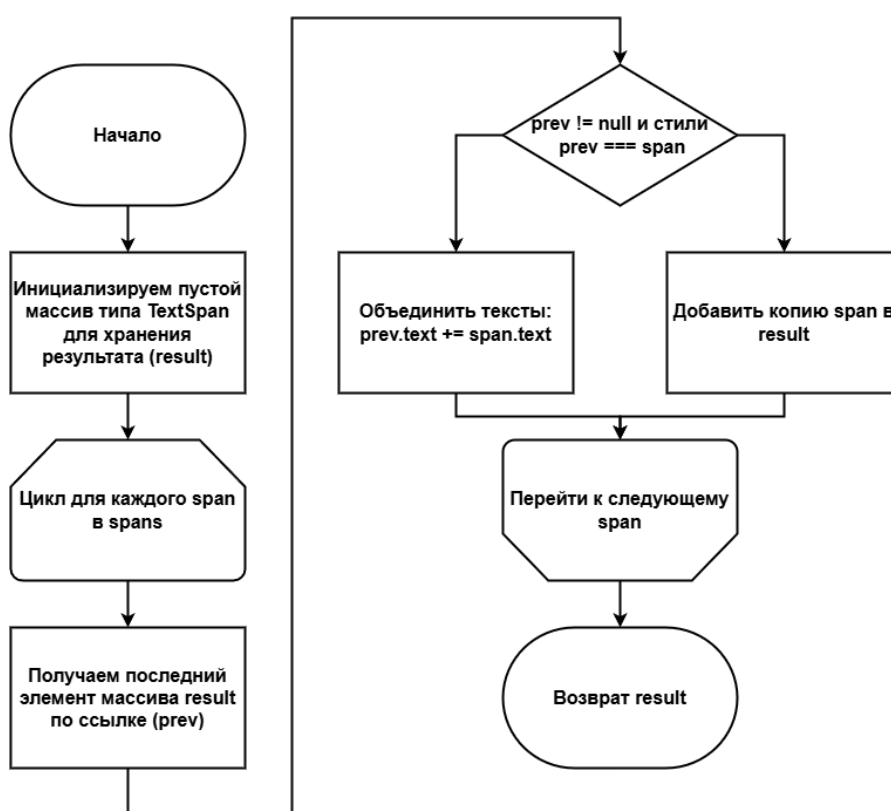 Начало
Инициализируем пустой
массив типа TextSpan
для хранения
результата (result)
Цикл для каждого span
в spans
Получаем последний
элемент массива result
по ссылке (prev)
prev != null и стили
prev === span
Объединить тексты:
prev.text += span.text
Добавить копию span в
result
Перейти к следующему
span
Возврат result